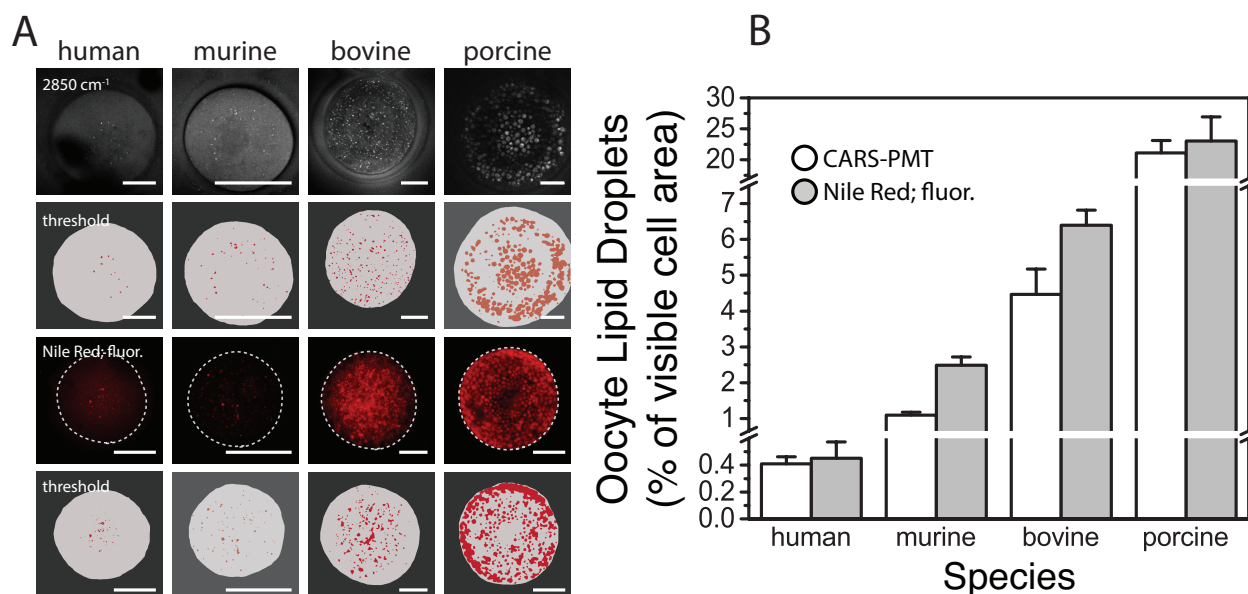 A
human murine bovine porcine
2850 cm⁻¹
threshold
Nile Red; fluor.
threshold
B
Oocyte Lipid Droplets
(% of visible cell area)
30
25
20
7
6
5
4
3
2
1
0.4
0.2
0.0
CARS-PMT
Nile Red; fluor.
human murine bovine porcine
Species